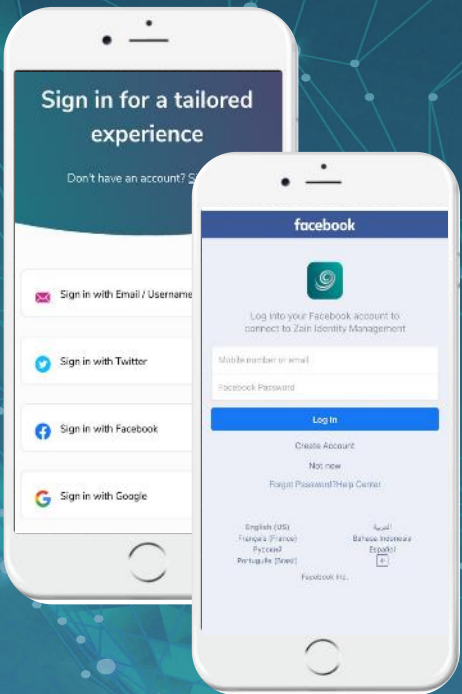 Sign in for a tailored
experience
Don't have an account?
Sign in with Email / Username
Sign in with Twitter
Sign in with Facebook
Sign in with Google
facebook
Log into your Facebook account to
connect to Zain Identity Management
Mobile number or email
Facebook Password
Log In
Create Account
Not now
Forgot Password?Help Center
English (US)
العربية
Français (France)
Bahasa Indonesia
Русский
Español
Português (Brasil)
+
Facebook Inc.